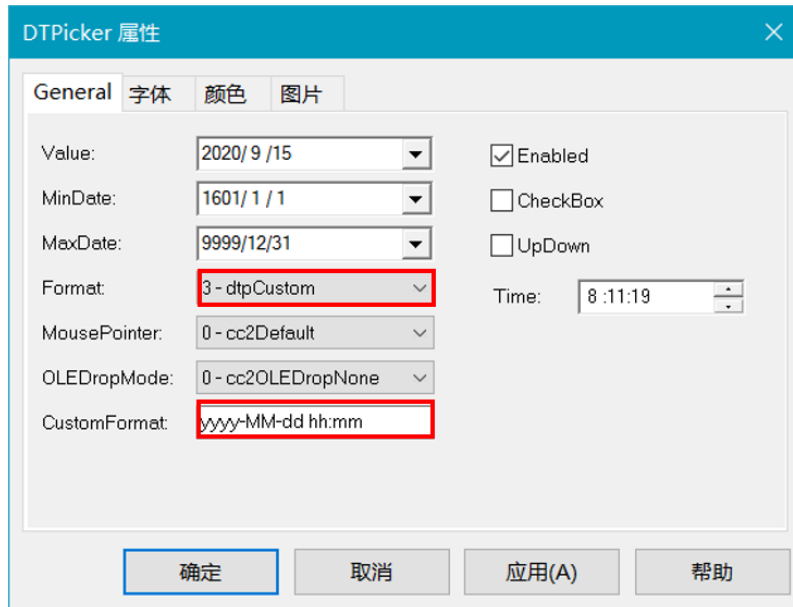 DTPicker 属性
General 字体 颜色 图片
Value: 2020/ 9 /15
Enabled
MinDate: 1601/ 1 / 1
CheckBox
MaxDate: 9999/12/31
UpDown
Format: 3 - dtpCustom
Time: 8 :11:19
MousePointer: 0 - cc2Default
OLEDropMode: 0 - cc2OLEDropNone
CustomFormat: yyyy-MM-dd hh:mm
确定 取消 应用(A) 帮助